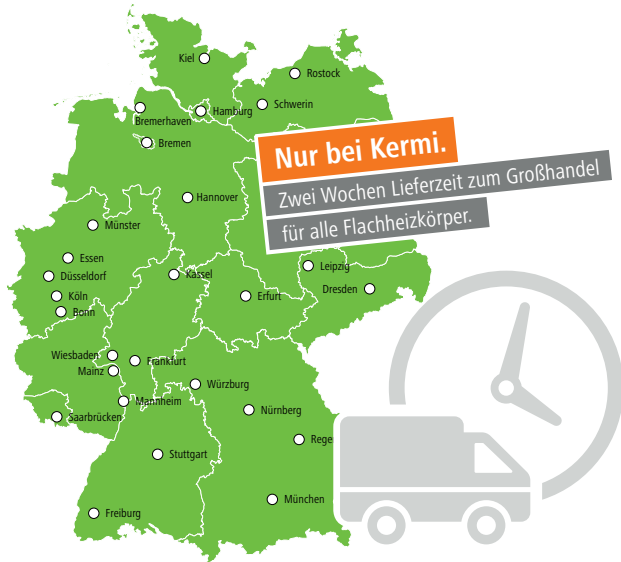 Kiel
Rostock
Schwerin
Hamburg
Bremerhaven
Bremen
Nur bei Kermi.
Zwei Wochen Lieferzeit zum Großhandel
für alle Flachheizkörper.
Hannover
Münster
Essen
Düsseldorf
Köln
Bonn
Kassel
Erfurt
Leipzig
Dresden
Wiesbaden
Mainz
Frankfurt
Mannheim
Saarbrücken
Würzburg
Nürnberg
Rege
Stuttgart
München
Freiburg